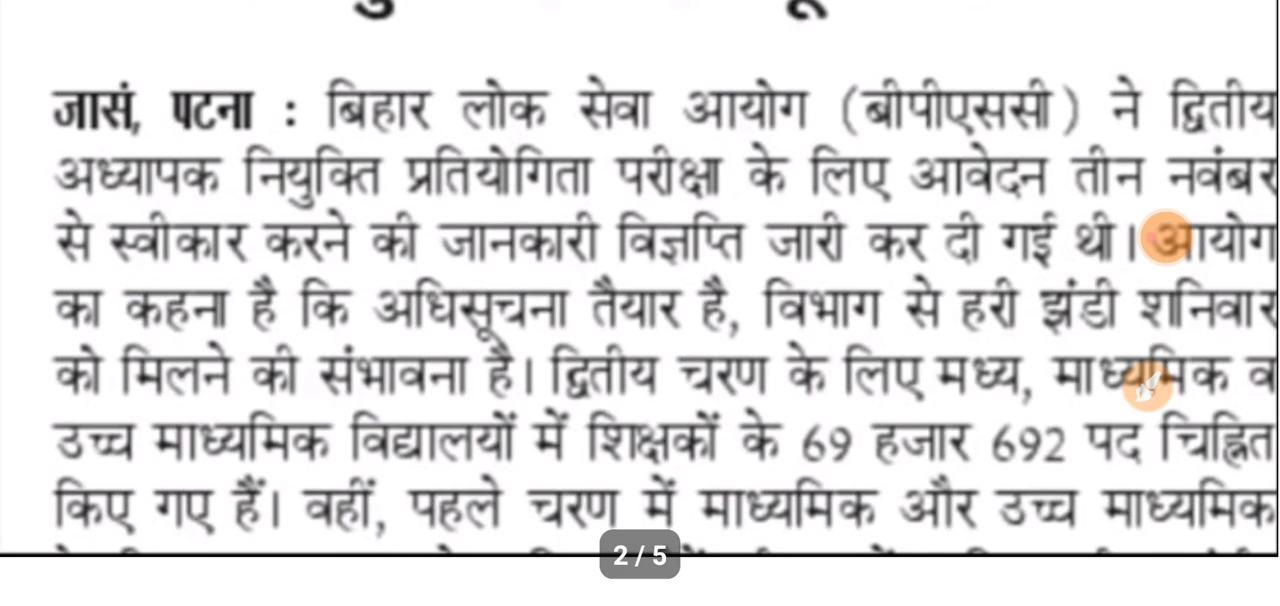 जासं, पटना : बिहार लोक सेवा आयोग (बीपीएससी) ने द्वितीय
अध्यापक नियुक्ति प्रतियोगिता परीक्षा के लिए आवेदन तीन नवंबर
से स्वीकार करने की जानकारी विज्ञप्ति जारी कर दी गई थी। आयोग
का कहना है कि अधिसूचना तैयार है, विभाग से हरी झंडी शनिवार
को मिलने की संभावना है। द्वितीय चरण के लिए मध्य, माध्यमिक व
उच्च माध्यमिक विद्यालयों में शिक्षकों के 69 हजार 692 पद चिह्नित
किए गए हैं। वहीं, पहले चरण में माध्यमिक और उच्च माध्यमिक
2 / 5